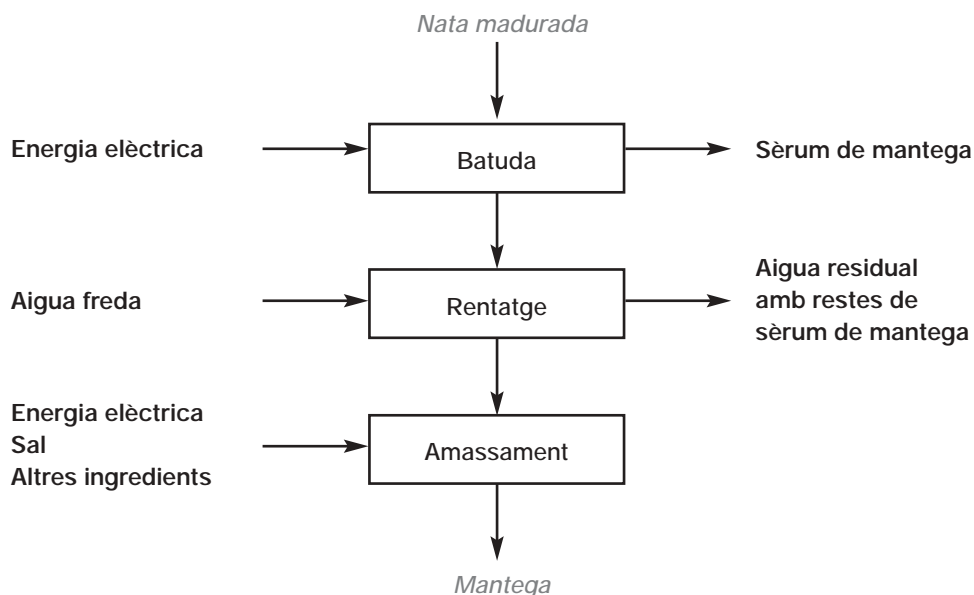 Nata madurada
Energia elèctrica
Batuda
Sèrum de mantega
Aigua freda
Rentatge
Aigua residual
amb restes de
sèrum de mantega
Energia elèctrica
Sal
Altres ingredients
Amassament
Mantega